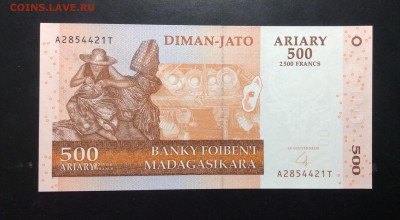 COINS.LAVE.RU
DIMAN-JATO
ARIARY
500
2500 FRANCS
A2854421T
BANKY FOIBEN'I
MADAGASIKARA
500
ARIARY
A2854421T
500